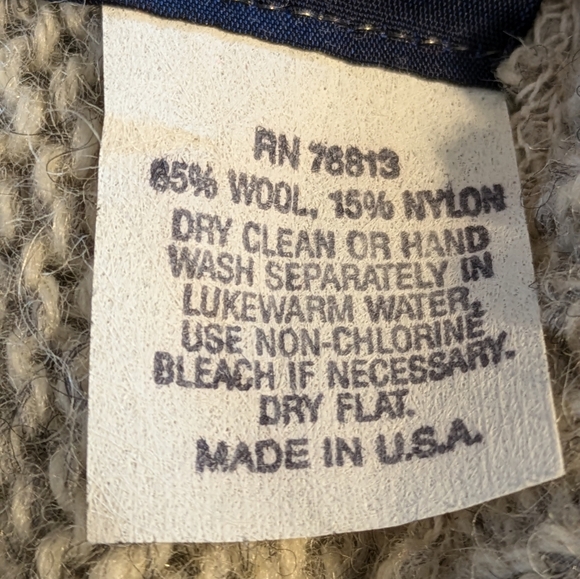 RN 76813
85% WOOL, 15% NYLON
DRY CLEAN OR HAND
WASH SEPARATELY IN
LUKEWARM WATER,
USE NON-CHLORINE
BLEACH IF NECESSARY.
DRY FLAT.
MADE IN U.S.A.